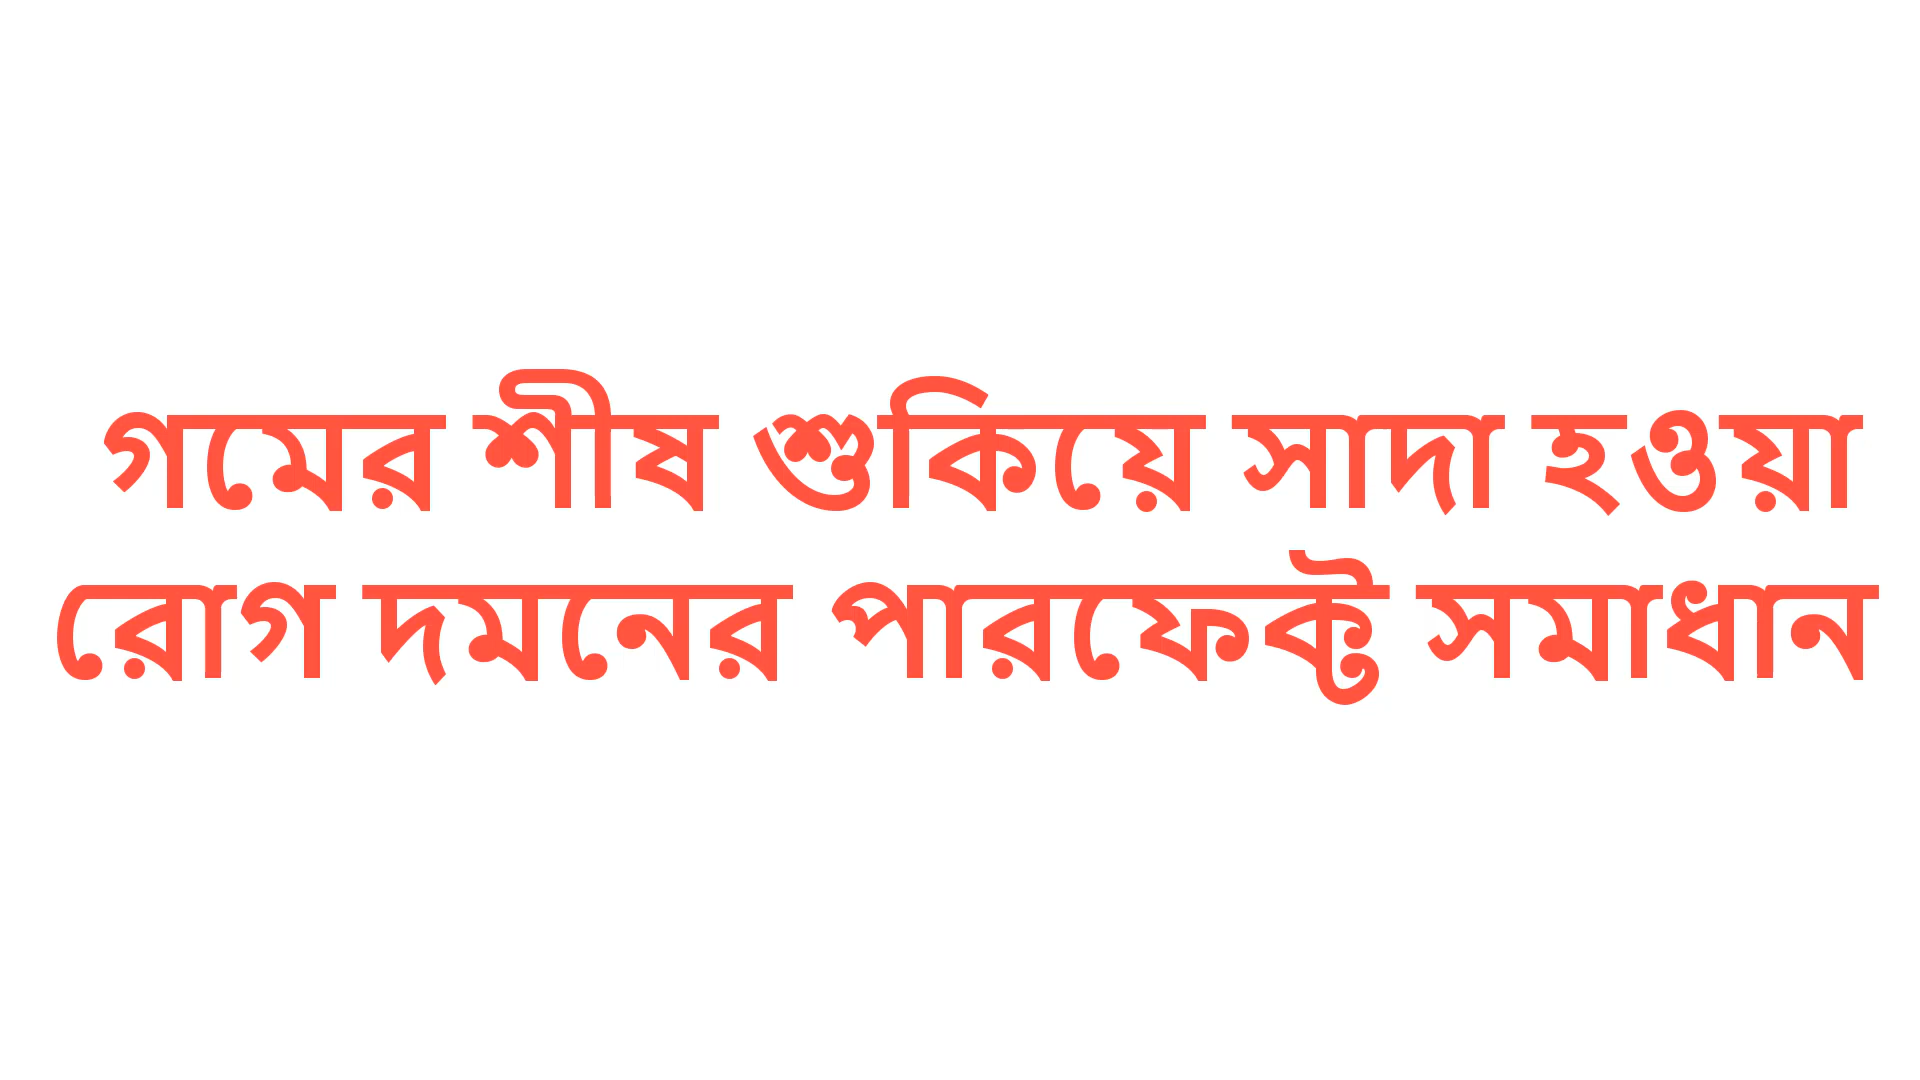 গমের শীষ শুকিয়ে সাদা হওয়া
রোগ দমনের পারফেক্ট সমাধান